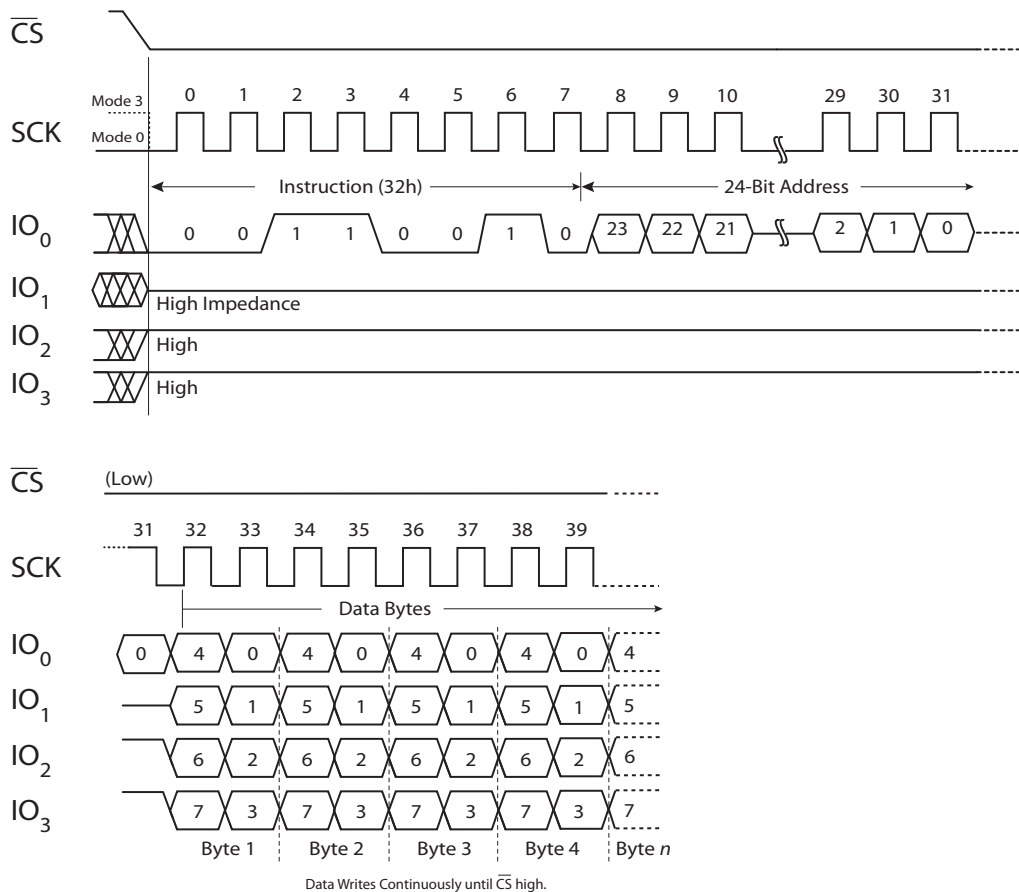 CS
0 1 2 3 4 5 6 7 8 9 10 29 30 31
Mode 3
SCK
Mode 0
Instruction (32h) 24-Bit Address
IO0 0 0 1 1 0 0 1 0 23 22 21 2 1 0
IO1
High Impedance
IO2
High
IO3
High
CS (Low)
31 32 33 34 35 36 37 38 39
SCK
Data Bytes
IO0 0 4 0 4 0 4 0 4 0 4
IO1 5 1 5 1 5 1 5 1 5
IO2 6 2 6 2 6 2 6 2 6
IO3 7 3 7 3 7 3 7 3 7
Byte 1 Byte 2 Byte 3 Byte 4 Byte n
Data Writes Continuously until CS high.